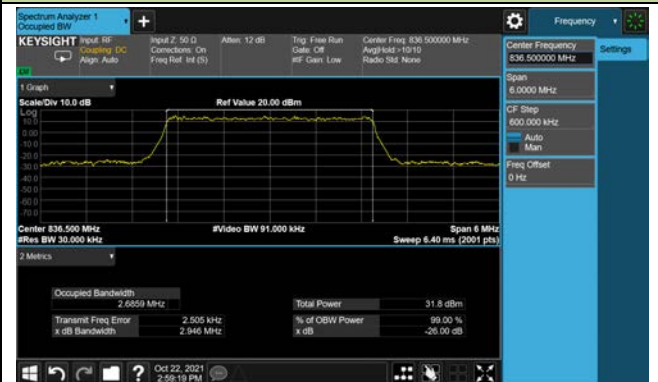 Spectrum Analyzer 1
Occupied BW
Frequency
KEYSIGHT
Input: RF
Coupling: DC
Align: Auto
Input Z: 50 Ω
Corrections: On
Freq Ref: Int (S)
Atten: 12 dB
Trig: Free Run
Gate: Off
#IF Gain: Low
Center Freq: 836.500000 MHz
Avg|Hold:>10/10
Radio Std: None
Center Frequency
836.500000 MHz
Settings
Span
6.0000 MHz
CF Step
600.000 kHz
Auto
Man
Freq Offset
0 Hz
1 Graph
Scale/Div 10.0 dB
Ref Value 20.00 dBm
Log
10.0
0.00
-10.0
-20.0
-30.0
-40.0
-50.0
-60.0
-70.0
Center 836.500 MHz
#Video BW 91.000 kHz
Span 6 MHz
#Res BW 30.000 kHz
Sweep 6.40 ms (2001 pts)
2 Metrics
Occupied Bandwidth
2.6859 MHz
Total Power
31.8 dBm
Transmit Freq Error
2.505 kHz
% of OBW Power
99.00 %
x dB Bandwidth
2.946 MHz
x dB
-26.00 dB
Oct 22, 2021
2:59:19 PM